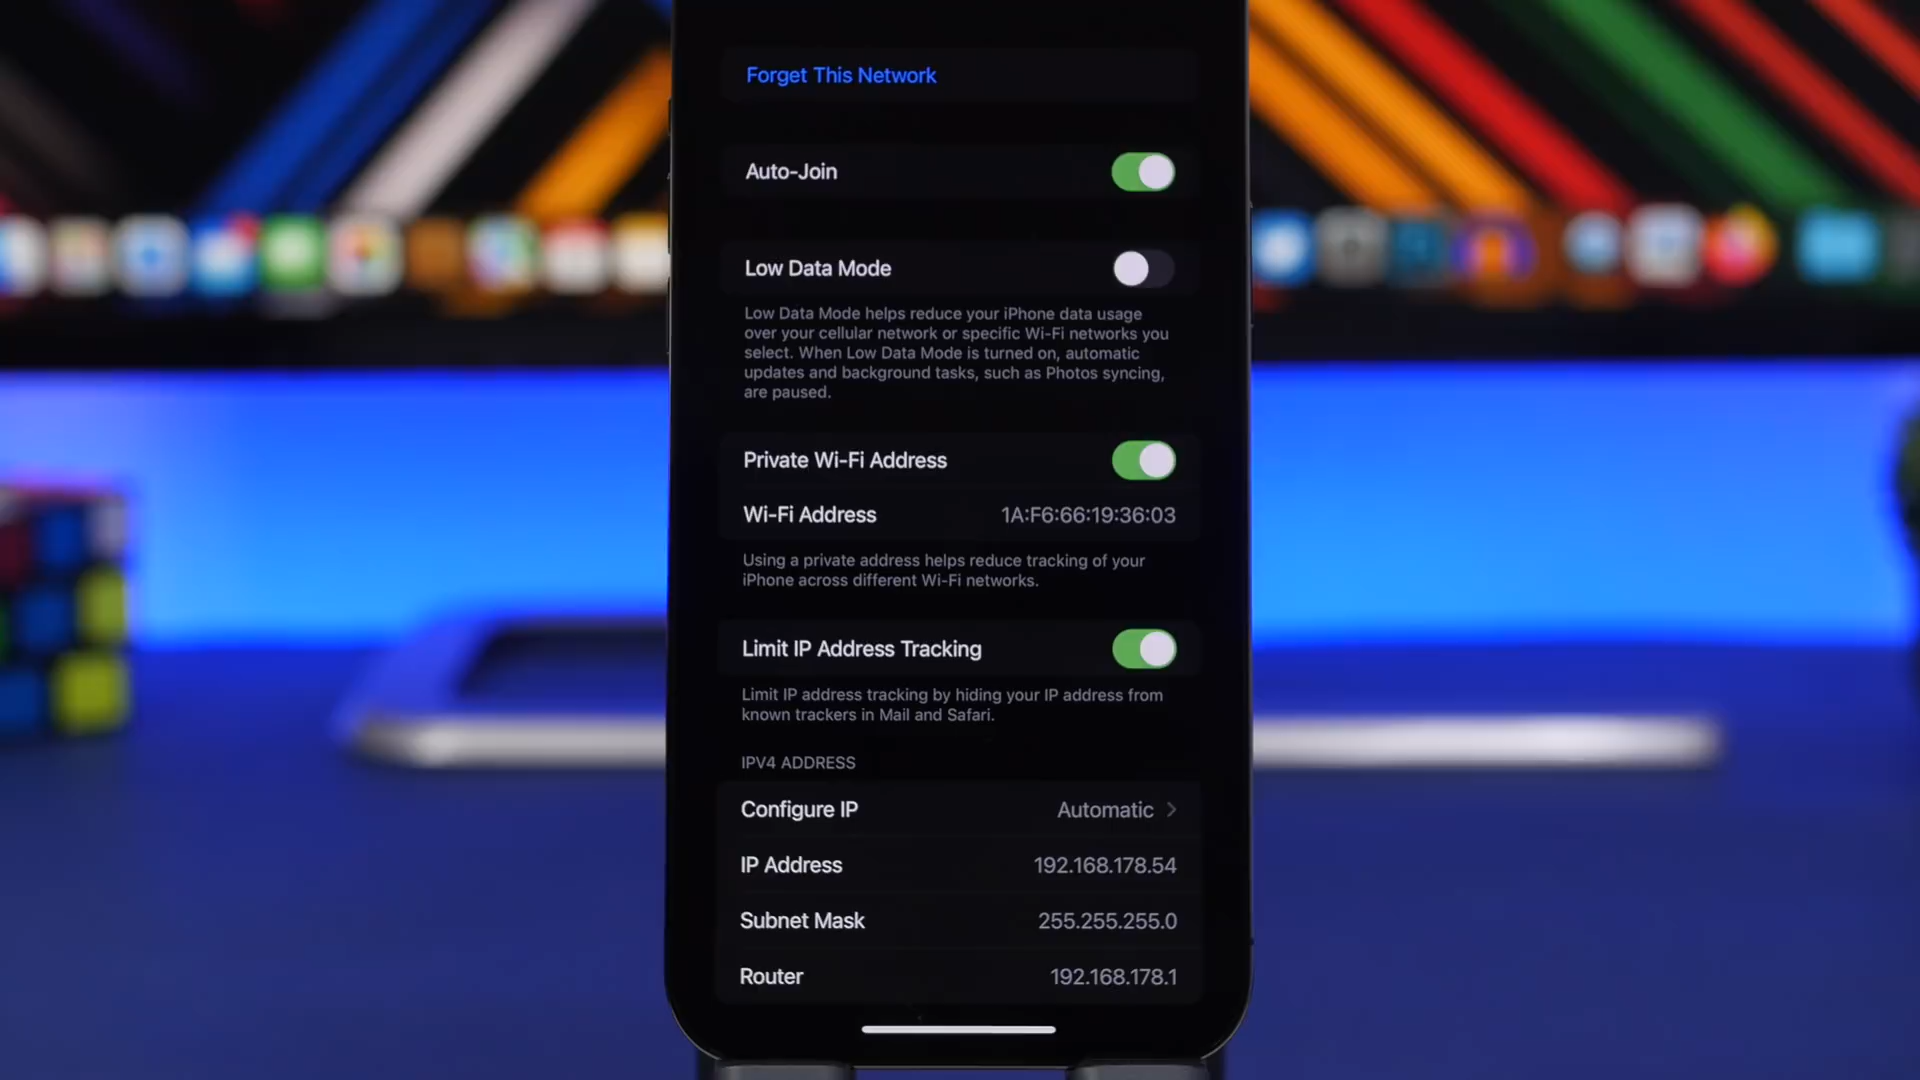 Forget This Network
Auto-Join
Low Data Mode
Low Data Mode helps reduce your iPhone data usage
over your cellular network or specific Wi-Fi networks you
select. When Low Data Mode is turned on, automatic
updates and background tasks, such as Photos syncing,
are paused.
Private Wi-Fi Address
Wi-Fi Address 1A:F6:66:19:36:03
Using a private address helps reduce tracking of your
iPhone across different Wi-Fi networks.
Limit IP Address Tracking
Limit IP address tracking by hiding your IP address from
known trackers in Mail and Safari.
IPV4 ADDRESS
Configure IP Automatic
IP Address 192.168.178.54
Subnet Mask 255.255.255.0
Router 192.168.178.1